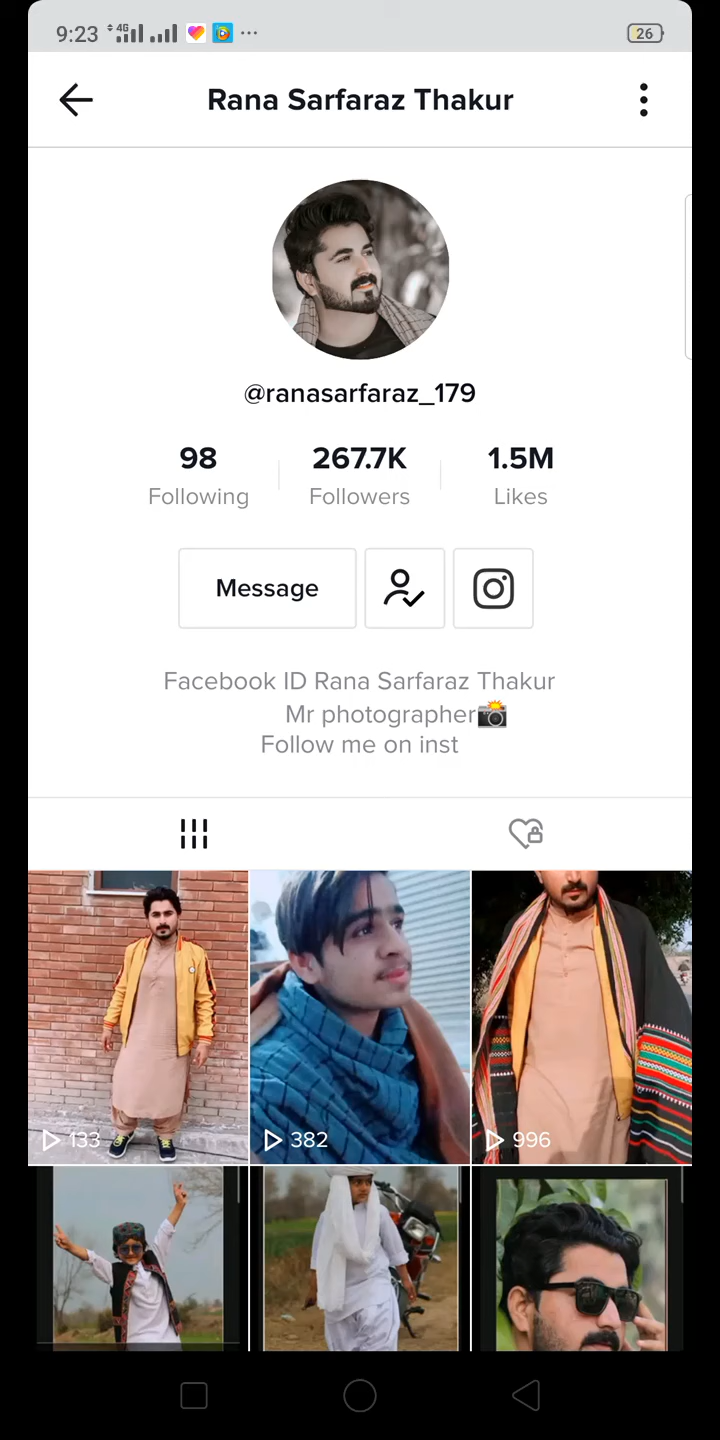 9:23 4G 26
Rana Sarfaraz Thakur
@ranasarfaraz_179
98 267.7K 1.5M
Following Followers Likes
Message
Facebook ID Rana Sarfaraz Thakur
Mr photographer📸
Follow me on inst
133 382 996